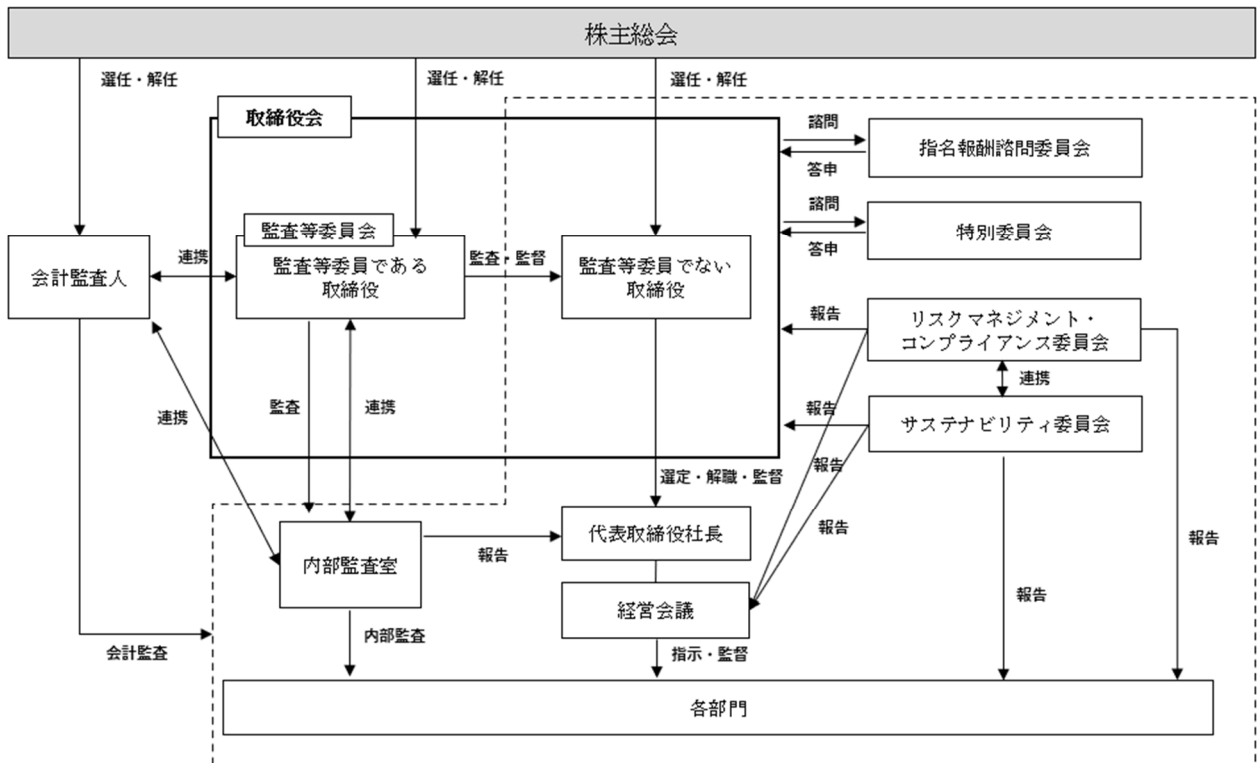 株主総会
選任・解任
選任・解任
選任・解任
取締役会
諮問
指名報酬諮問委員会
答申
諮問
特別委員会
答申
監査等委員会
会計監査人
連携
監査等委員である
取締役
監査・監督
監査等委員でない
取締役
報告
リスクマネジメント・
コンプライアンス委員会
連携
連携
監査
連携
報告
サステナビリティ委員会
報告
選定・解職・監督
報告
代表取締役社長
報告
内部監査室
報告
経営会議
報告
会計監査
内部監査
指示・監督
各部門